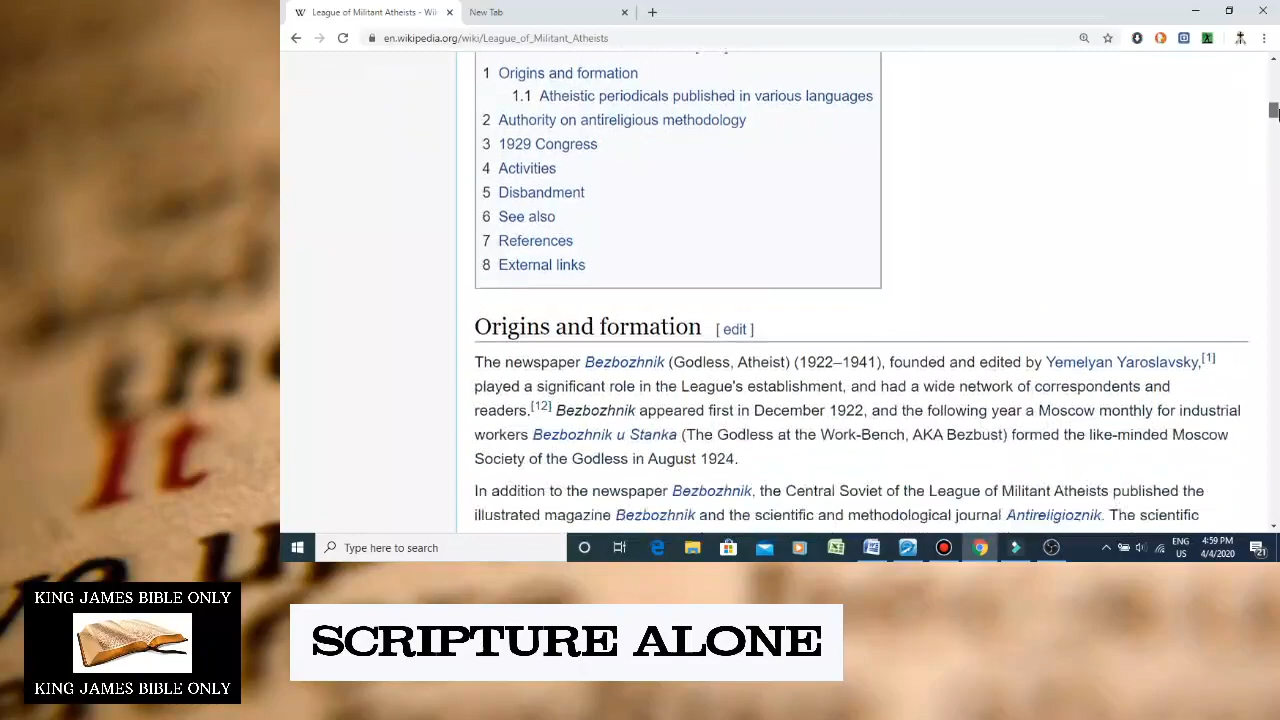 League of Militant Atheists - Wi
New Tab
en.wikipedia.org/wiki/League_of_Militant_Atheists
1 Origins and formation
1.1 Atheistic periodicals published in various languages
2 Authority on antireligious methodology
3 1929 Congress
4 Activities
5 Disbandment
6 See also
7 References
8 External links
Origins and formation [ edit ]
The newspaper Bezbozhnik (Godless, Atheist) (1922–1941), founded and edited by Yemelyan Yaroslavsky,[1]
played a significant role in the League's establishment, and had a wide network of correspondents and
readers.[12] Bezbozhnik appeared first in December 1922, and the following year a Moscow monthly for industrial
workers Bezbozhnik u Stanka (The Godless at the Work-Bench, AKA Bezbust) formed the like-minded Moscow
Society of the Godless in August 1924.
In addition to the newspaper Bezbozhnik, the Central Soviet of the League of Militant Atheists published the
illustrated magazine Bezbozhnik and the scientific and methodological journal Antireligioznik. The scientific
Type here to search
ENG
US
4:59 PM
4/4/2020
21
It
KING JAMES BIBLE ONLY
KING JAMES BIBLE ONLY
SCRIPTURE ALONE